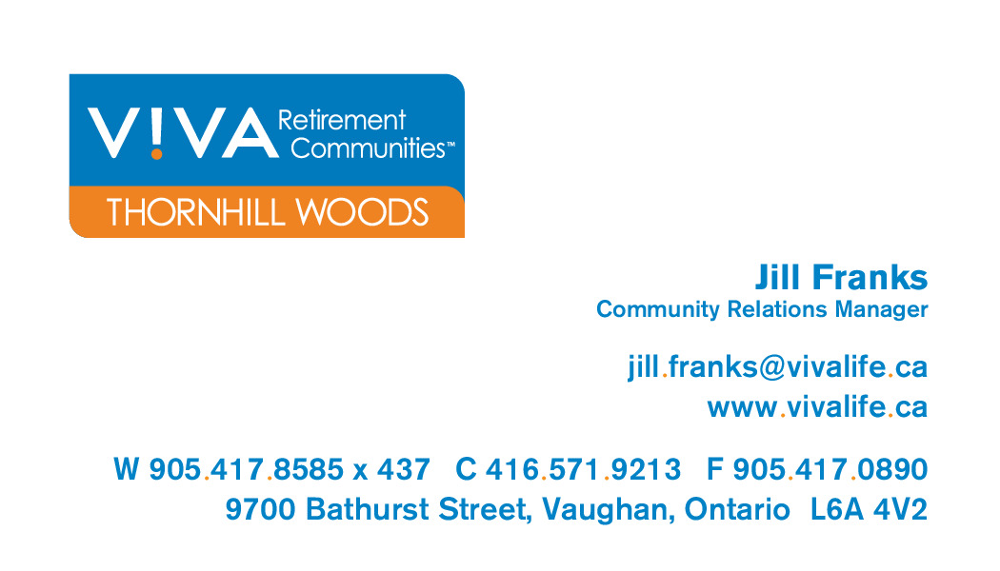 V!VA Retirement
Communities™
THORNHILL WOODS
Jill Franks
Community Relations Manager
jill.franks@vivalife.ca
www.vivalife.ca
W 905.417.8585 x 437 C 416.571.9213 F 905.417.0890
9700 Bathurst Street, Vaughan, Ontario L6A 4V2